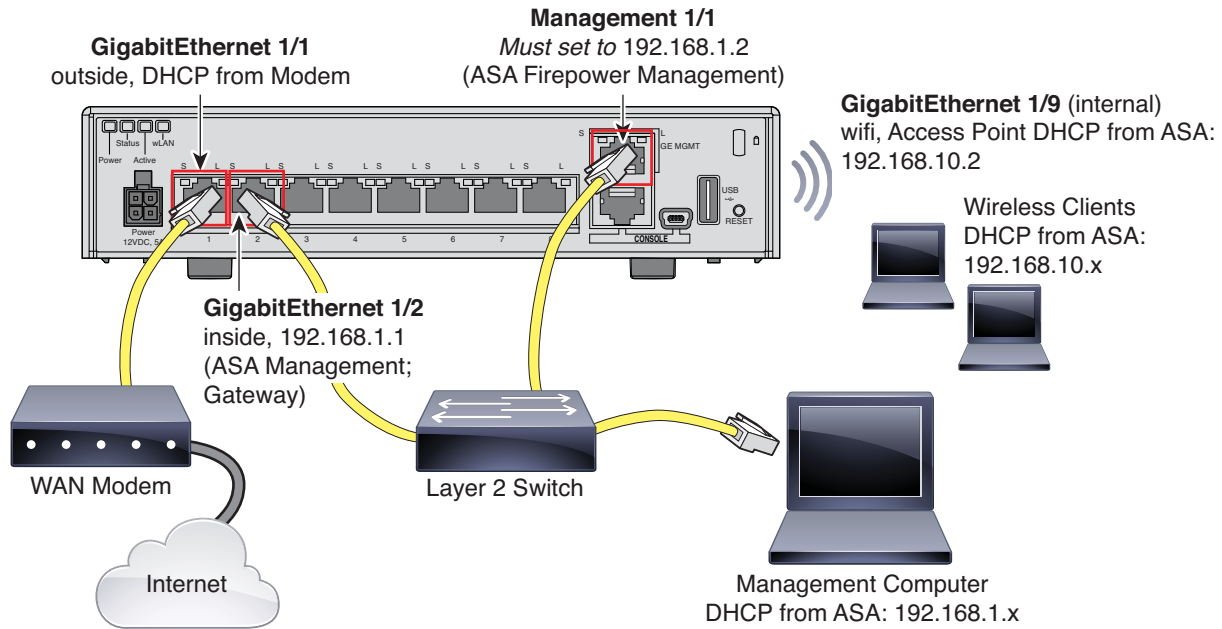 Management 1/1
Must set to 192.168.1.2
(ASA Firepower Management)
GigabitEthernet 1/1
outside, DHCP from Modem
GigabitEthernet 1/9 (internal)
wifi, Access Point DHCP from ASA:
192.168.10.2
Status wLAN
Power Active
S L S L S L S L S L S L S L S L
S L
GE MGMT
USB
RESET
Power
12VDC, 5A
1 2 3 4 5 6 7
CONSOLE
Wireless Clients
DHCP from ASA:
192.168.10.x
GigabitEthernet 1/2
inside, 192.168.1.1
(ASA Management;
Gateway)
WAN Modem
Layer 2 Switch
Internet
Management Computer
DHCP from ASA: 192.168.1.x